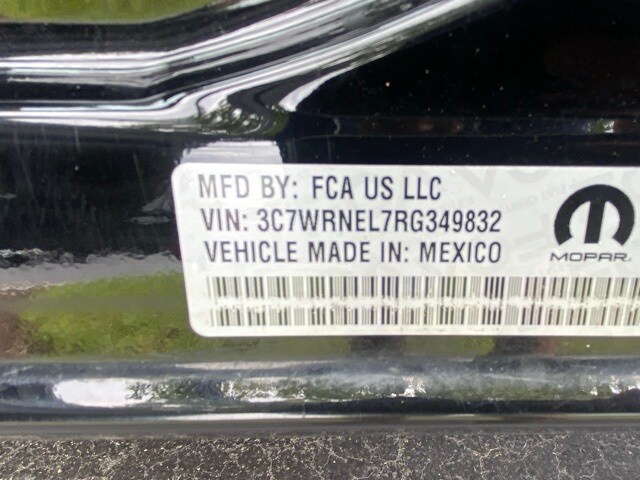 MFD BY: FCA US LLC
VIN: 3C7WRNEL7RG349832
VEHICLE MADE IN: MEXICO
MOPAR